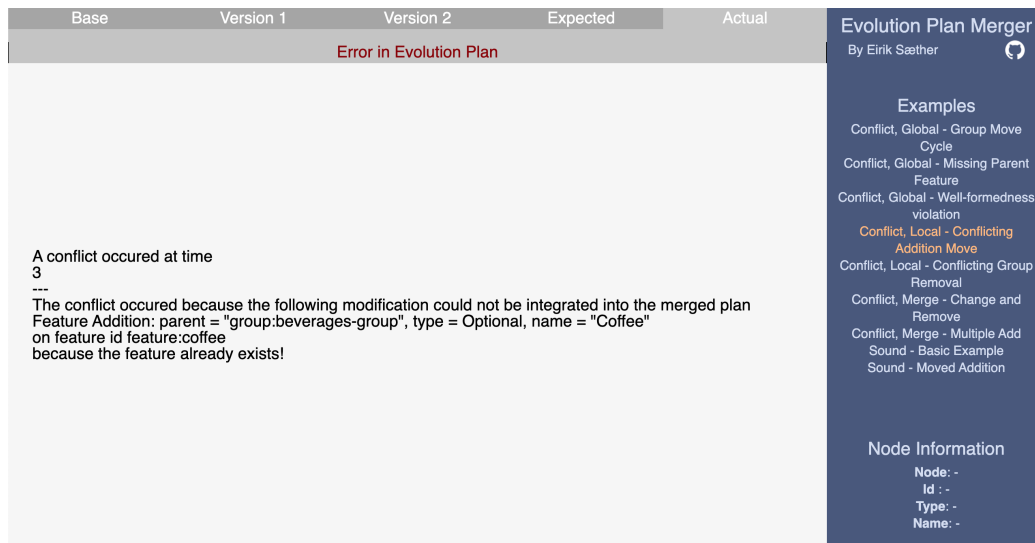 Base Version 1 Version 2 Expected Actual
Error in Evolution Plan
A conflict occured at time
3
---
The conflict occured because the following modification could not be integrated into the merged plan
Feature Addition: parent = "group:beverages-group", type = Optional, name = "Coffee"
on feature id feature:coffee
because the feature already exists!
Evolution Plan Merger
By Eirik Sæther
Examples
Conflict, Global - Group Move
Cycle
Conflict, Global - Missing Parent
Feature
Conflict, Global - Well-formedness
violation
Conflict, Local - Conflicting
Addition Move
Conflict, Local - Conflicting Group
Removal
Conflict, Merge - Change and
Remove
Conflict, Merge - Multiple Add
Sound - Basic Example
Sound - Moved Addition
Node Information
Node: -
Id : -
Type: -
Name: -